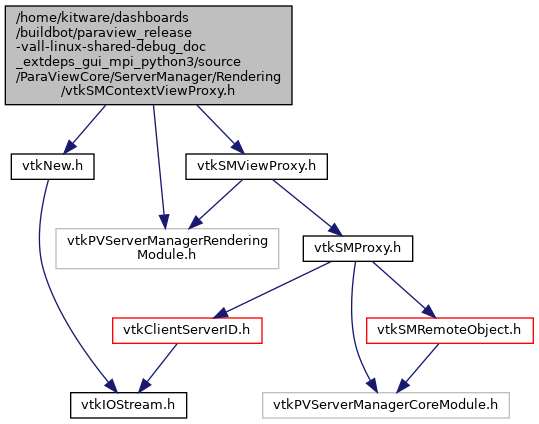 /home/kitware/dashboards
/buildbot/paraview_release
-vall-linux-shared-debug_doc
_extdeps_gui_mpi_python3/source
/ParaViewCore/ServerManager/Rendering
/vtkSMContextViewProxy.h
vtkNew.h
vtkSMViewProxy.h
vtkPVServerManagerRendering
Module.h
vtkSMProxy.h
vtkClientServerID.h
vtkSMRemoteObject.h
vtkIOStream.h
vtkPVServerManagerCoreModule.h